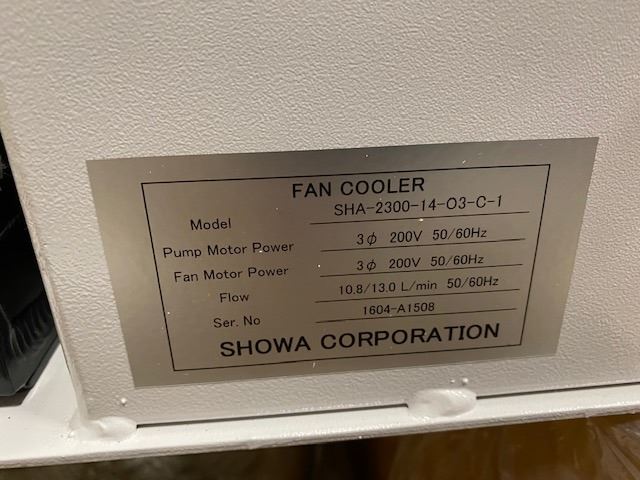 FAN COOLER
Model SHA-2300-14-O3-C-1
Pump Motor Power 3φ 200V 50/60Hz
Fan Motor Power 3φ 200V 50/60Hz
Flow 10.8/13.0 L/min 50/60Hz
Ser. No 1604-A1508
SHOWA CORPORATION